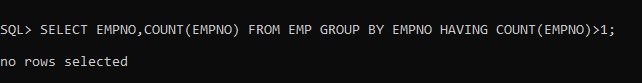 SQL> SELECT EMPNO,COUNT(EMPNO) FROM EMP GROUP BY EMPNO HAVING COUNT(EMPNO)>1;
no rows selected